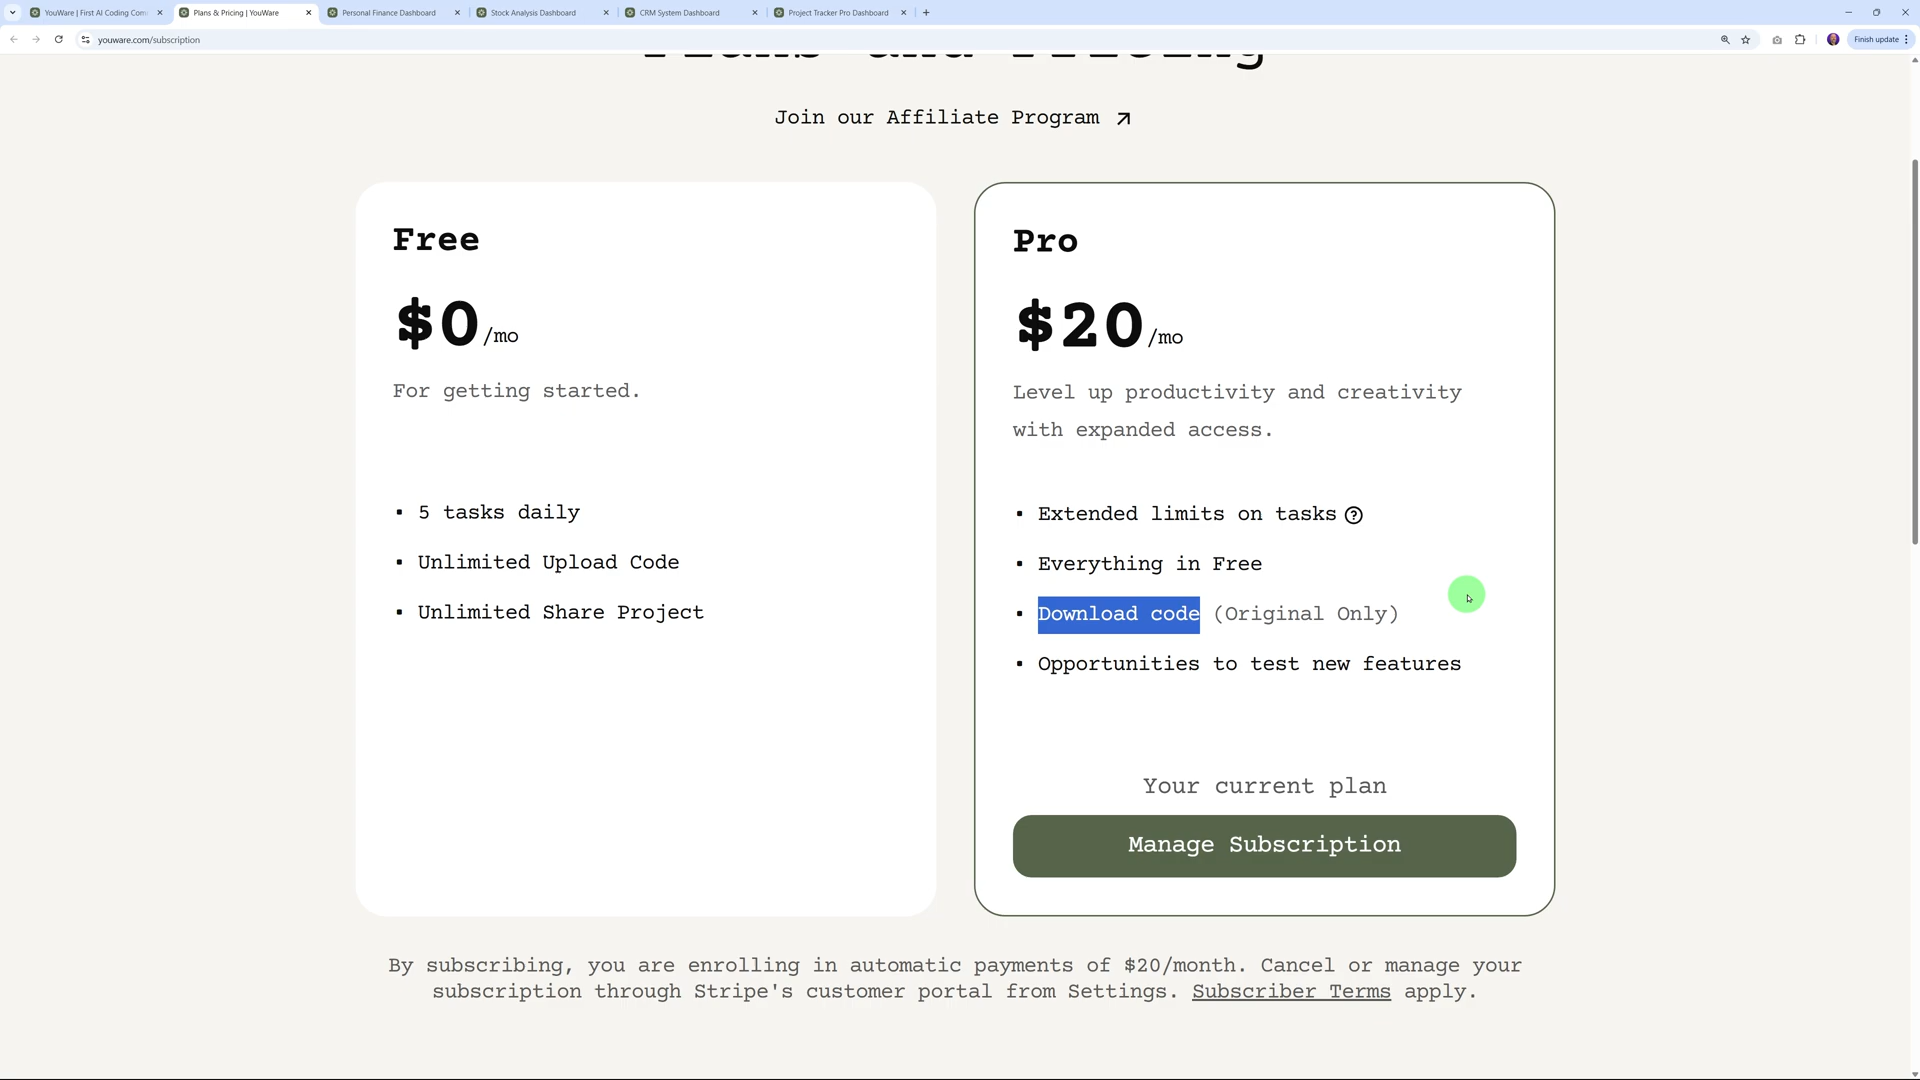 YouWare | First AI Coding Com
Plans & Pricing | YouWare
Personal Finance Dashboard
Stock Analysis Dashboard
CRM System Dashboard
Project Tracker Pro Dashboard
youware.com/subscription
Finish update
Plans and Pricing
Join our Affiliate Program ↗
Free
$0/mo
For getting started.
▪ 5 tasks daily
▪ Unlimited Upload Code
▪ Unlimited Share Project
Pro
$20/mo
Level up productivity and creativity
with expanded access.
▪ Extended limits on tasks ?
▪ Everything in Free
▪ Download code (Original Only)
▪ Opportunities to test new features
Your current plan
Manage Subscription
By subscribing, you are enrolling in automatic payments of $20/month. Cancel or manage your
subscription through Stripe's customer portal from Settings. Subscriber Terms apply.